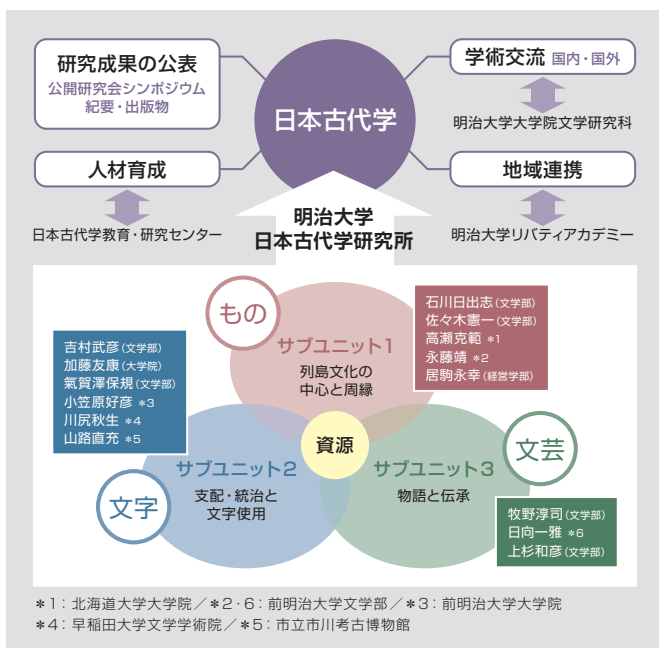 研究成果の公表
公開研究会シンポジウム
紀要・出版物
日本古代学
学術交流 国内・国外
明治大学大学院文学研究科
人材育成
日本古代学教育・研究センター
地域連携
明治大学リバティアカデミー
明治大学
日本古代学研究所
もの
サブユニット1
列島文化の
中心と周縁
石川日出志(文学部)
佐々木憲一(文学部)
高瀬克範 *1
永藤靖 *2
居駒永幸(経営学部)
吉村武彦(文学部)
加藤友康(大学院)
氣賀澤保規(文学部)
小笠原好彦 *3
川尻秋生 *4
山路直充 *5
資源
サブユニット2
支配・統治と
文字使用
文字
サブユニット3
物語と伝承
文芸
牧野淳司(文学部)
日向一雅 *6
上杉和彦(文学部)
*1:北海道大学大学院/*2・6:前明治大学文学部/*3:前明治大学大学院
*4:早稲田大学文学学術院/*5:市立市川考古博物館